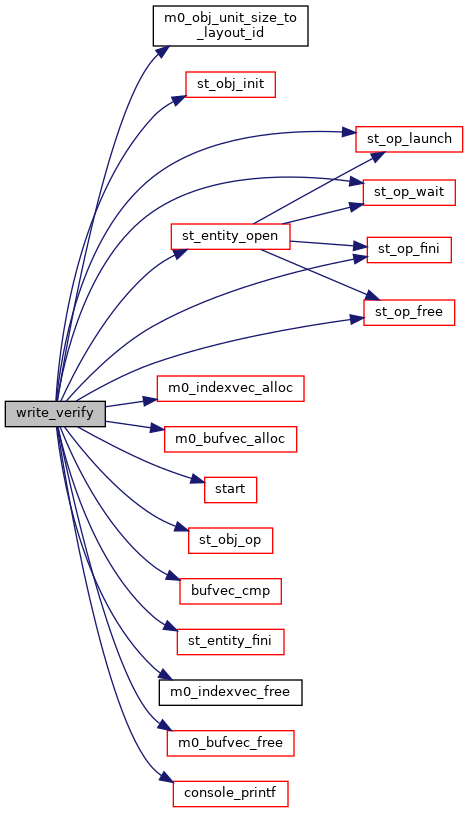 m0_obj_unit_size_to
_layout_id
st_obj_init
st_op_launch
st_op_wait
st_entity_open
st_op_fini
st_op_free
m0_indexvec_alloc
write_verify
m0_bufvec_alloc
start
st_obj_op
bufvec_cmp
st_entity_fini
m0_indexvec_free
m0_bufvec_free
console_printf